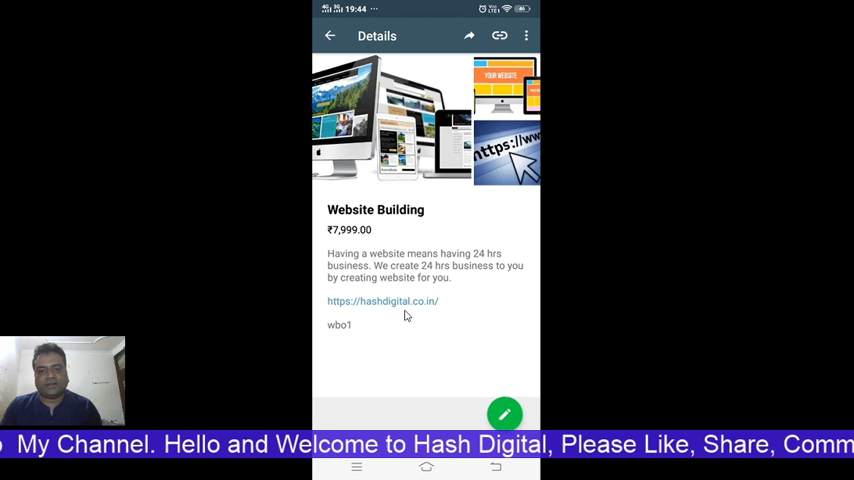 19:44
Details
YOUR WEBSITE
https://www
Website Building
₹7,999.00
Having a website means having 24 hrs
business. We create 24 hrs business to you
by creating website for you.
https://hashdigital.co.in/
wbo1
My Channel. Hello and Welcome to Hash Digital, Please Like, Share, Comm